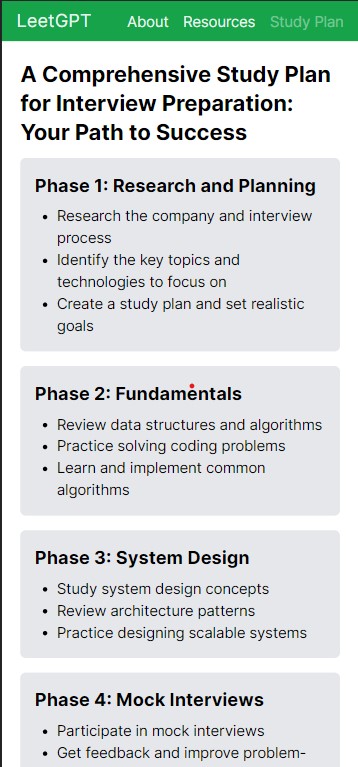 LeetGPT About Resources Study Plan
A Comprehensive Study Plan
for Interview Preparation:
Your Path to Success
Phase 1: Research and Planning
• Research the company and interview
process
• Identify the key topics and
technologies to focus on
• Create a study plan and set realistic
goals
Phase 2: Fundamentals
• Review data structures and algorithms
• Practice solving coding problems
• Learn and implement common
algorithms
Phase 3: System Design
• Study system design concepts
• Review architecture patterns
• Practice designing scalable systems
Phase 4: Mock Interviews
• Participate in mock interviews
• Get feedback and improve problem-